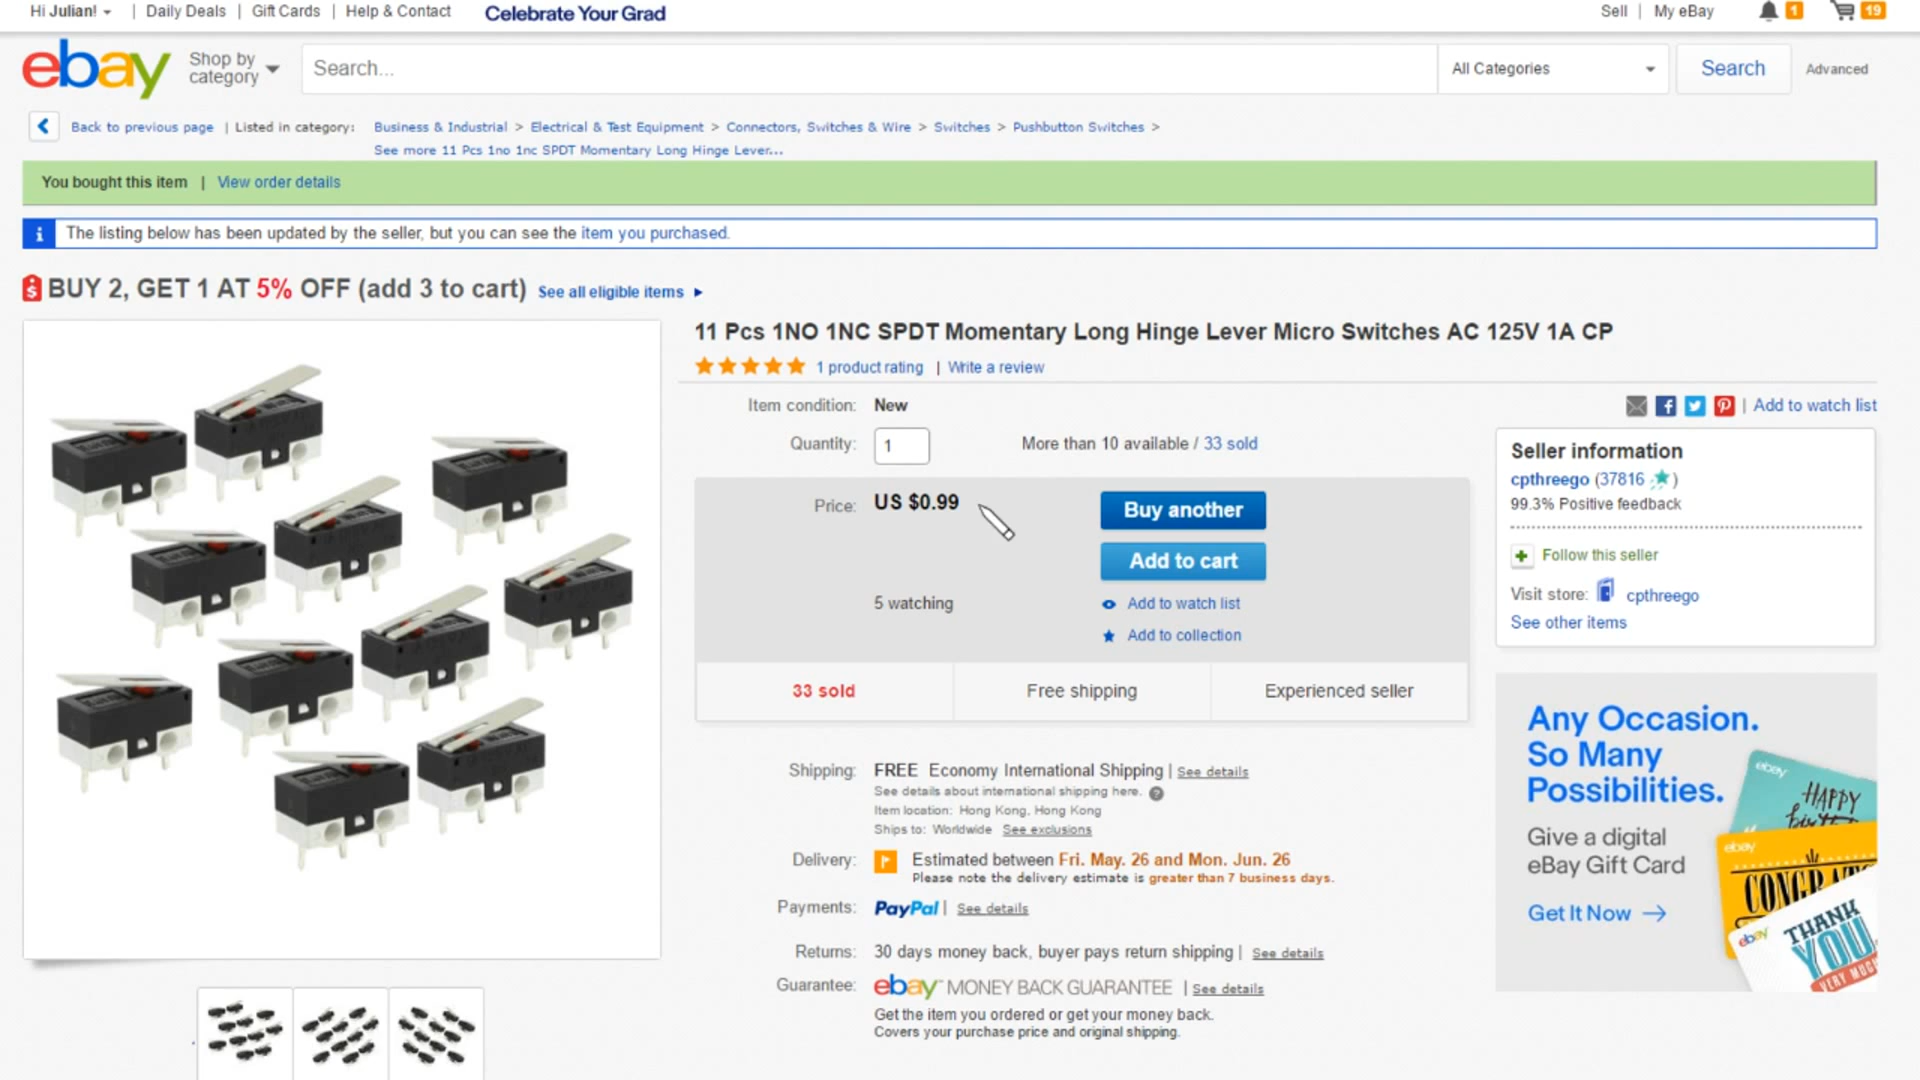 Hi Julian! | Daily Deals | Gift Cards | Help & Contact Celebrate Your Grad Sell | My eBay 1 19
ebay Shop by category Search... All Categories Search Advanced
Back to previous page | Listed in category: Business & Industrial > Electrical & Test Equipment > Connectors, Switches & Wire > Switches > Pushbutton Switches >
See more 11 Pcs 1no 1nc SPDT Momentary Long Hinge Lever...
You bought this item | View order details
i The listing below has been updated by the seller, but you can see the item you purchased.
$ BUY 2, GET 1 AT 5% OFF (add 3 to cart) See all eligible items
11 Pcs 1NO 1NC SPDT Momentary Long Hinge Lever Micro Switches AC 125V 1A CP
1 product rating | Write a review
Item condition: New
| Add to watch list
Quantity: 1 More than 10 available / 33 sold
Price: US $0.99 Buy another
Add to cart
5 watching Add to watch list
Add to collection
33 sold Free shipping Experienced seller
Seller information
cpthreego (37816 )
99.3% Positive feedback
Follow this seller
Visit store: cpthreego
See other items
Shipping: FREE Economy International Shipping | See details
See details about international shipping here. ?
Item location: Hong Kong, Hong Kong
Ships to: Worldwide See exclusions
Delivery: Estimated between Fri. May. 26 and Mon. Jun. 26
Please note the delivery estimate is greater than 7 business days.
Payments: PayPal | See details
Returns: 30 days money back, buyer pays return shipping | See details
Guarantee: ebay MONEY BACK GUARANTEE | See details
Get the item you ordered or get your money back.
Covers your purchase price and original shipping.
Any Occasion.
So Many
Possibilities.
Give a digital
eBay Gift Card
Get It Now →
ebay
HAPPY
ebay
ebay
THANK
YOU
VERY MUCH